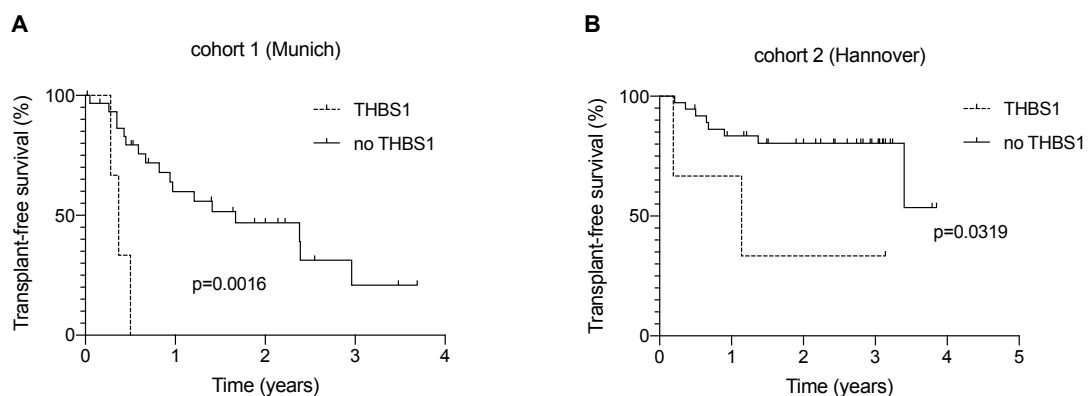 A
cohort 1 (Munich)
Transplant-free survival (%)
100
50
0
THBS1
no THBS1
p=0.0016
0 1 2 3 4
Time (years)
B
cohort 2 (Hannover)
Transplant-free survival (%)
100
50
0
THBS1
no THBS1
p=0.0319
0 1 2 3 4 5
Time (years)